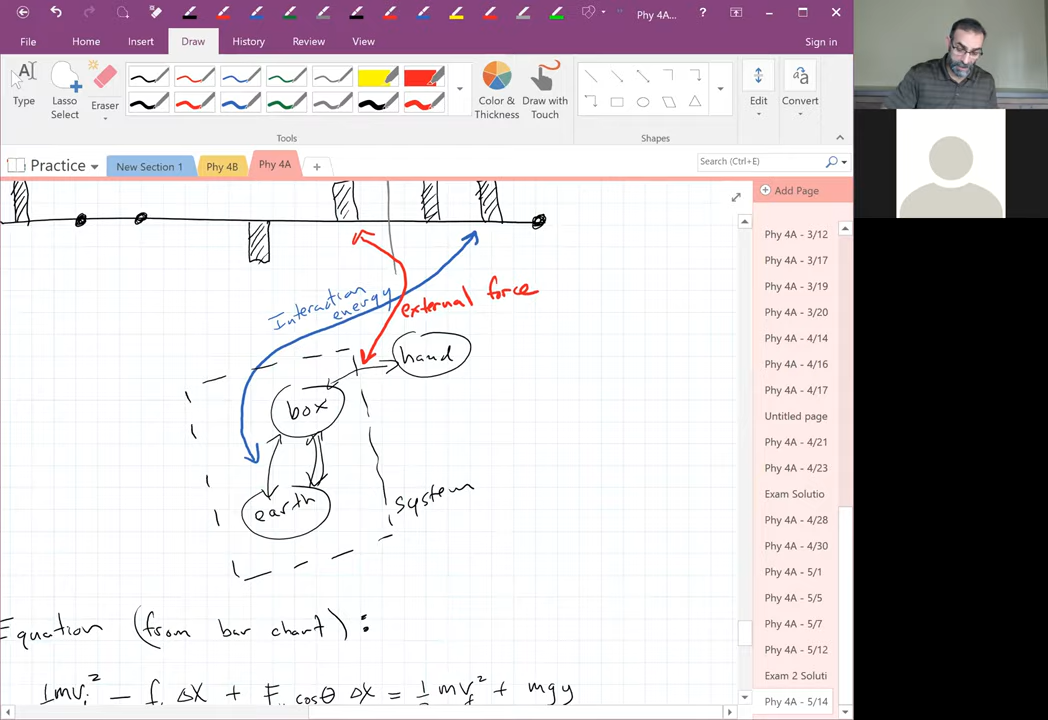 Phy 4A...
?
File
Home
Insert
Draw
History
Review
View
Sign in
Type
Lasso
Select
Eraser
Color &
Thickness
Draw with
Touch
Edit
Convert
Tools
Shapes
Practice
New Section 1
Phy 4B
Phy 4A
+
Search (Ctrl+E)
Add Page
Phy 4A - 3/12
Phy 4A - 3/17
Phy 4A - 3/19
Phy 4A - 3/20
Phy 4A - 4/14
Phy 4A - 4/16
Phy 4A - 4/17
Untitled page
Phy 4A - 4/21
Phy 4A - 4/23
Exam Solutio
Phy 4A - 4/28
Phy 4A - 4/30
Phy 4A - 5/1
Phy 4A - 5/5
Phy 4A - 5/7
Phy 4A - 5/12
Exam 2 Soluti
Phy 4A - 5/14
Interaction
energy
external force
hand
box
earth
system
Equation (from bar chart):